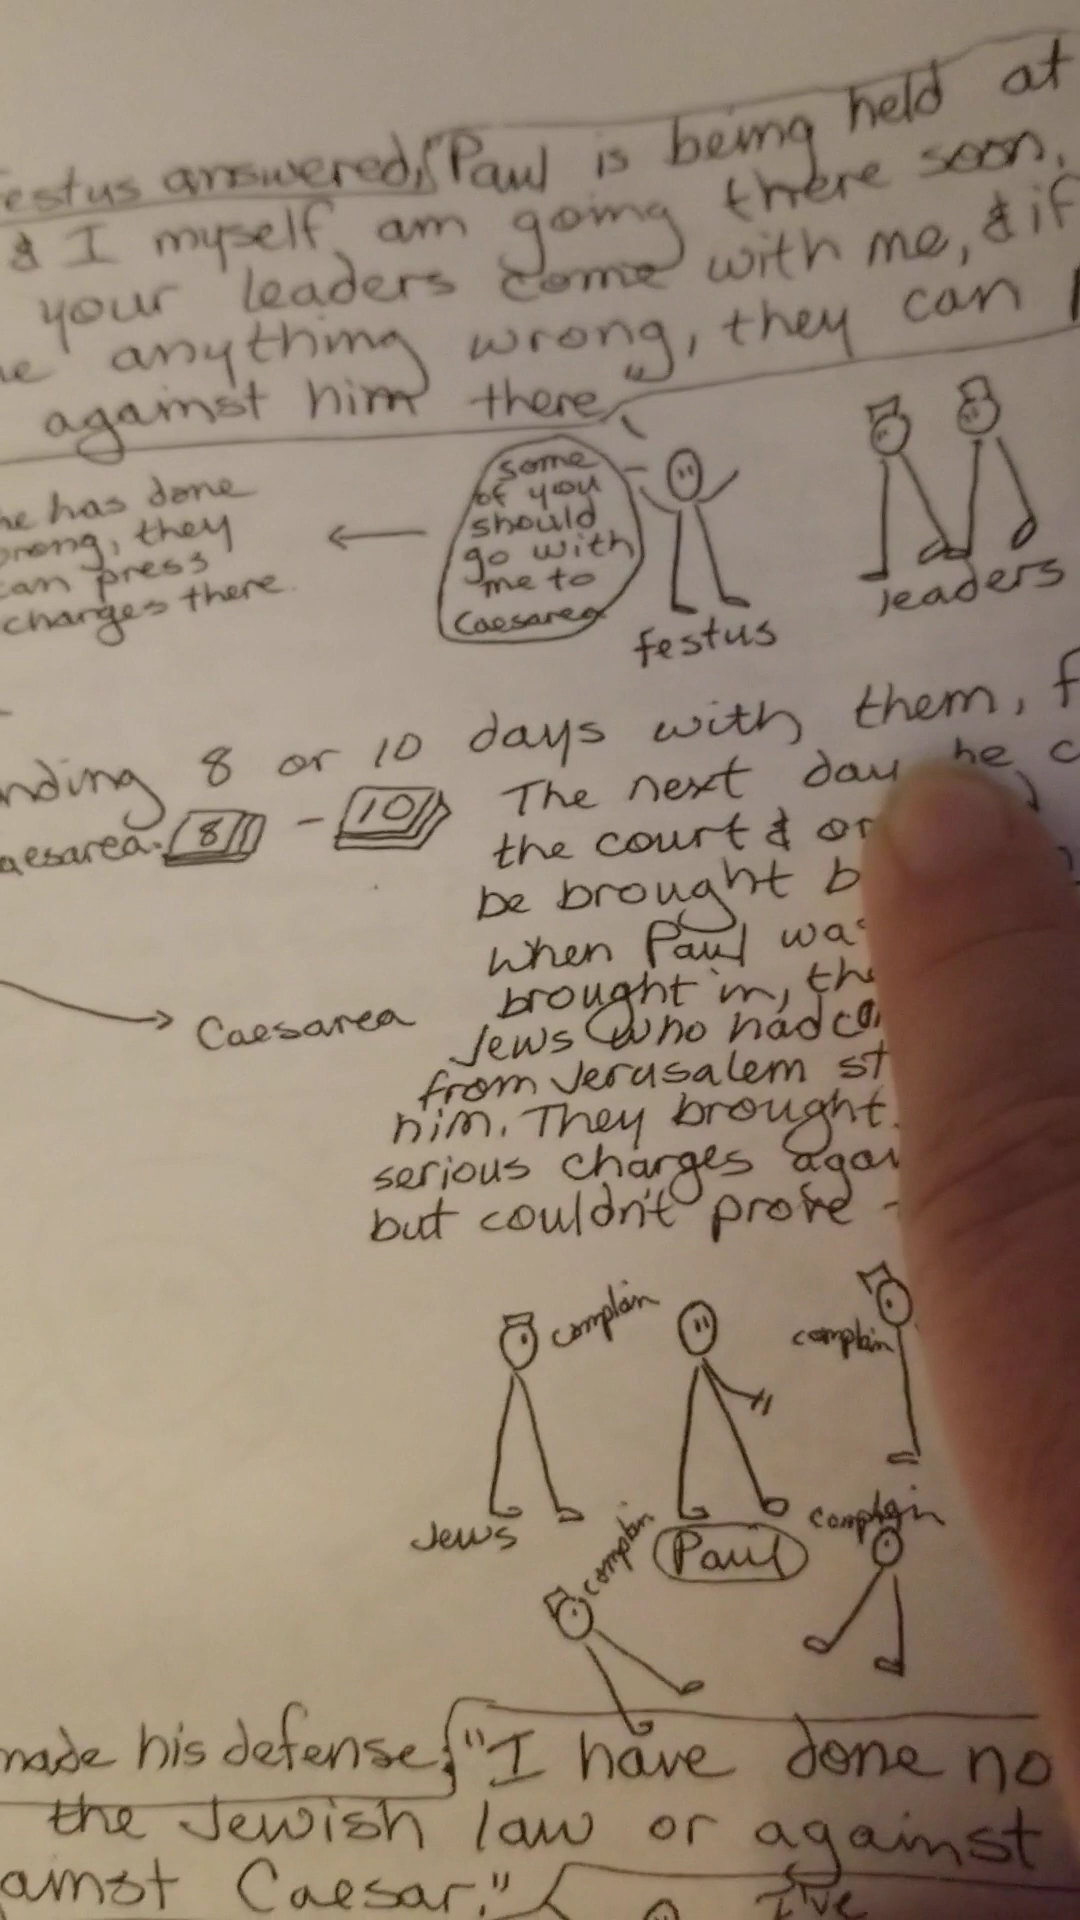 estus answered, "Paul is being held at
& I myself am going there soon.
your leaders come with me, & if
anything wrong, they can
against him there"
he has done
wrong, they
can press
charges there.
some
of you
should
go with
me to
Caesarea
festus
leaders
nding 8 or 10 days with them,
aesarea. 8 - 10
The next day he
the court & or
be brought b
when Paul was
brought in, the
Jews who had co
from Jerusalem st
him. They brought
serious charges agai
but couldn't prove
Caesarea
complain
complain
Jews
Paul
complain
complain
made his defense; "I have done no
the Jewish law or against
ainst Caesar."
I've